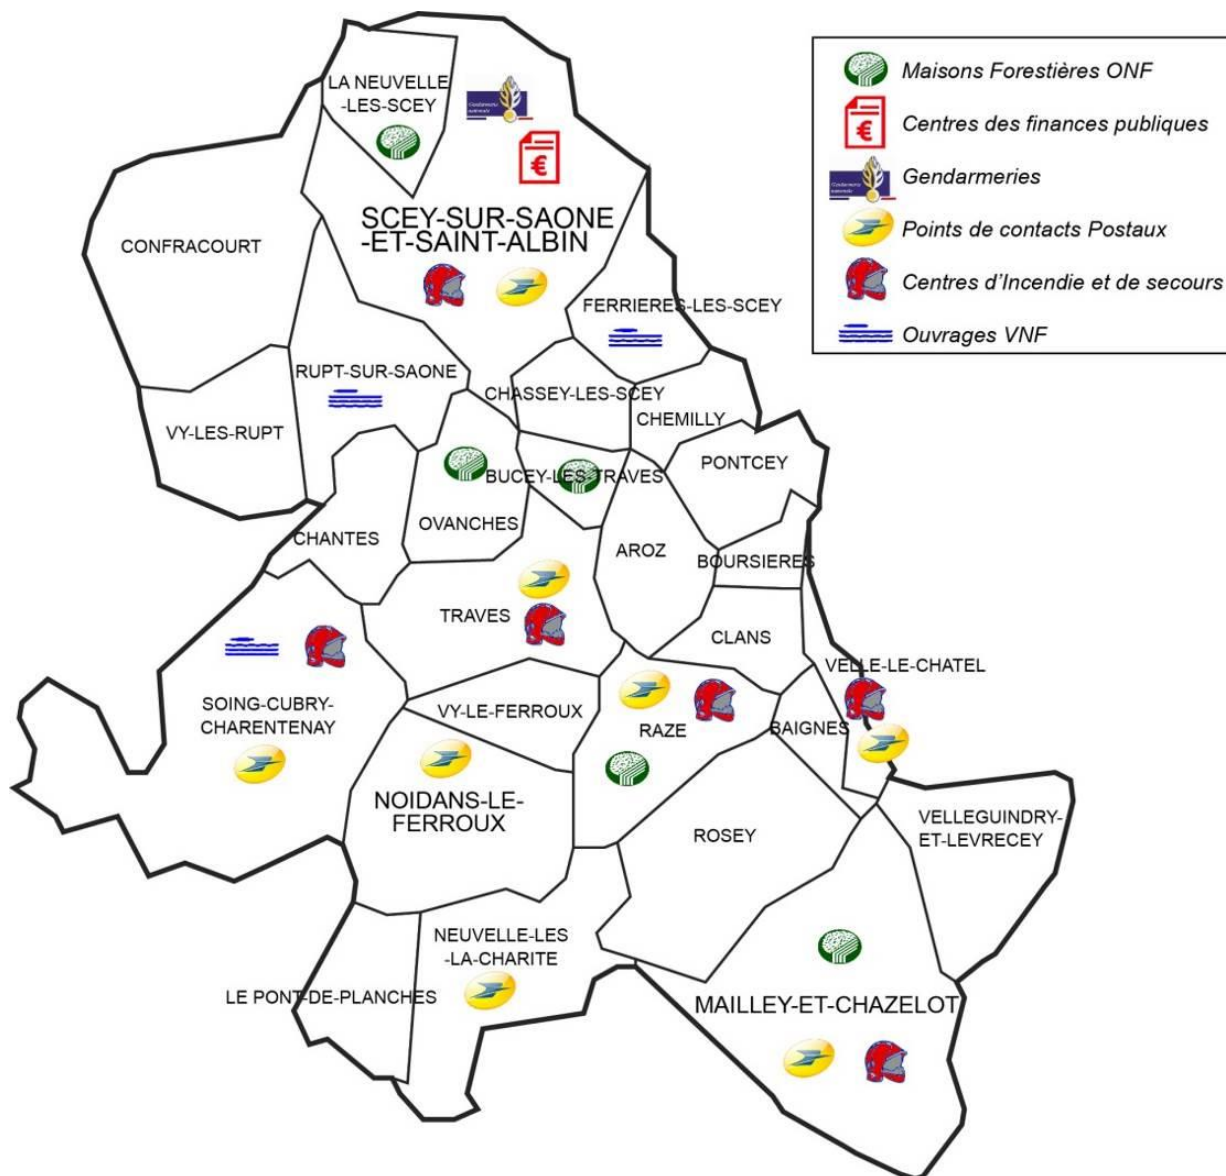 LA NEUVELLE
-LES-SCEY
Gendarmerie
nationale
€
SCEY-SUR-SAONE
-ET-SAINT-ALBIN
CONFRACOURT
FERRIERES-LES-SCEY
RUPT-SUR-SAONE
CHASSEY-LES-SCEY
CHEMILLY
VY-LES-RUPT
PONTCEY
BUCEY-LES-TRAVES
OVANCHES
CHANTES
AROZ
BOURSIERES
TRAVES
CLANS
VELLE-LE-CHATEL
SOING-CUBRY-
CHARENTENAY
VY-LE-FERROUX
RAZE
BAIGNES
NOIDANS-LE-
FERROUX
ROSEY
VELLEGUINDRY-
ET-LEVRECEY
NEUVELLE-LES
-LA-CHARITE
LE PONT-DE-PLANCHES
MAILLEY-ET-CHAZELOT
Maisons Forestières ONF
€
Centres des finances publiques
Gendarmerie
nationale
Gendarmeries
Points de contacts Postaux
Centres d'Incendie et de secours
Ouvrages VNF